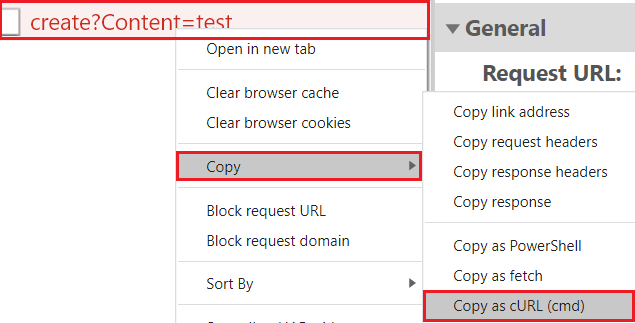 create?Content=test
Open in new tab
Clear browser cache
Clear browser cookies
Copy
Block request URL
Block request domain
Sort By
General
Request URL:
Copy link address
Copy request headers
Copy response headers
Copy response
Copy as PowerShell
Copy as fetch
Copy as cURL (cmd)